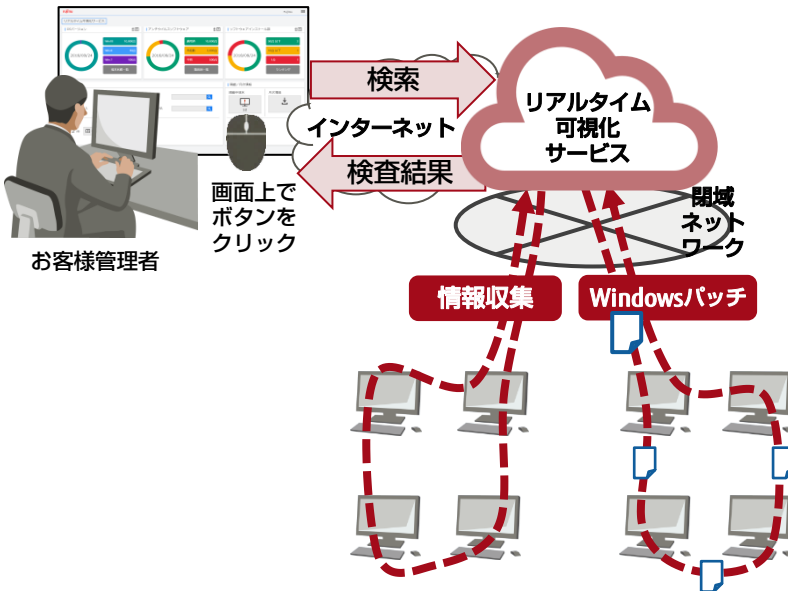 検索
インターネット
検査結果
リアルタイム
可視化
サービス
画面上で
ボタンを
クリック
お客様管理者
閉域
ネット
ワーク
情報収集
Windowsパッチ